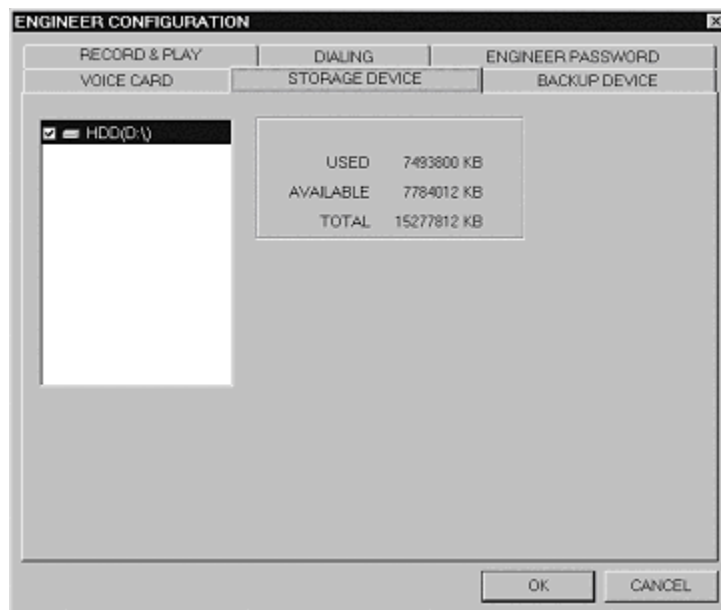 ENGINEER CONFIGURATION
RECORD & PLAY DIALING ENGINEER PASSWORD
VOICE CARD STORAGE DEVICE BACKUP DEVICE
HDD(D:\)
USED 7493800 KB
AVAILABLE 7784012 KB
TOTAL 15277812 KB
OK CANCEL